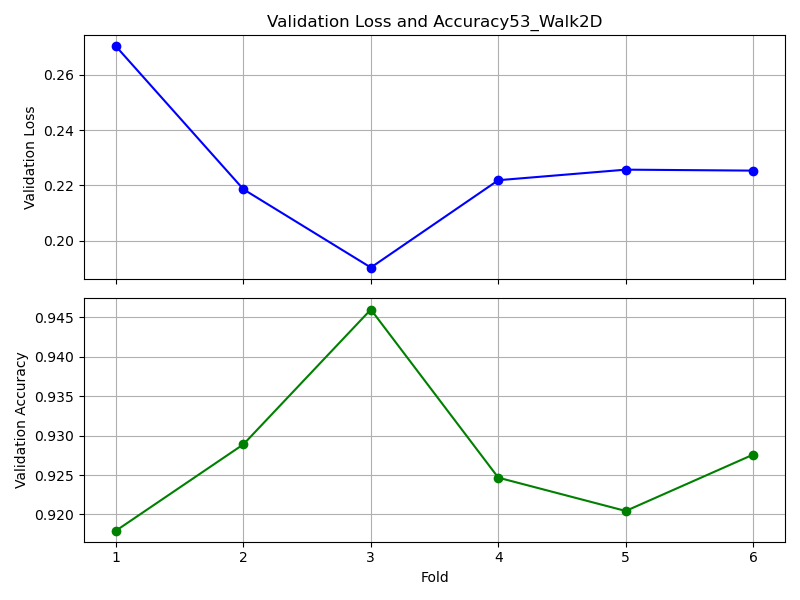 Validation Loss and Accuracy53_Walk2D
Validation Loss
0.26
0.24
0.22
0.20
Validation Accuracy
0.945
0.940
0.935
0.930
0.925
0.920
1 2 3 4 5 6
Fold